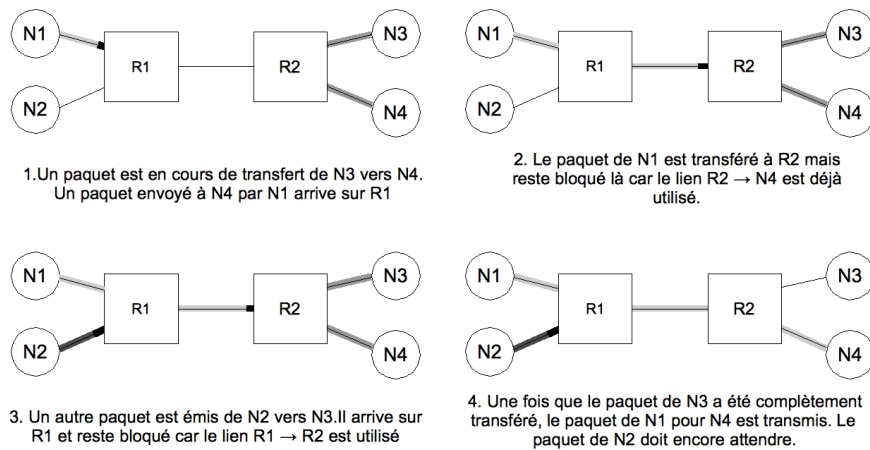 N1
N3
R1
R2
N2
N4
1.Un paquet est en cours de transfert de N3 vers N4.
Un paquet envoyé à N4 par N1 arrive sur R1
N1
N3
R1
R2
N2
N4
2. Le paquet de N1 est transféré à R2 mais
reste bloqué là car le lien R2 → N4 est déjà
utilisé.
N1
N3
R1
R2
N2
N4
3. Un autre paquet est émis de N2 vers N3.Il arrive sur
R1 et reste bloqué car le lien R1 → R2 est utilisé
N1
N3
R1
R2
N2
N4
4. Une fois que le paquet de N3 a été complètement
transféré, le paquet de N1 pour N4 est transmis. Le
paquet de N2 doit encore attendre.